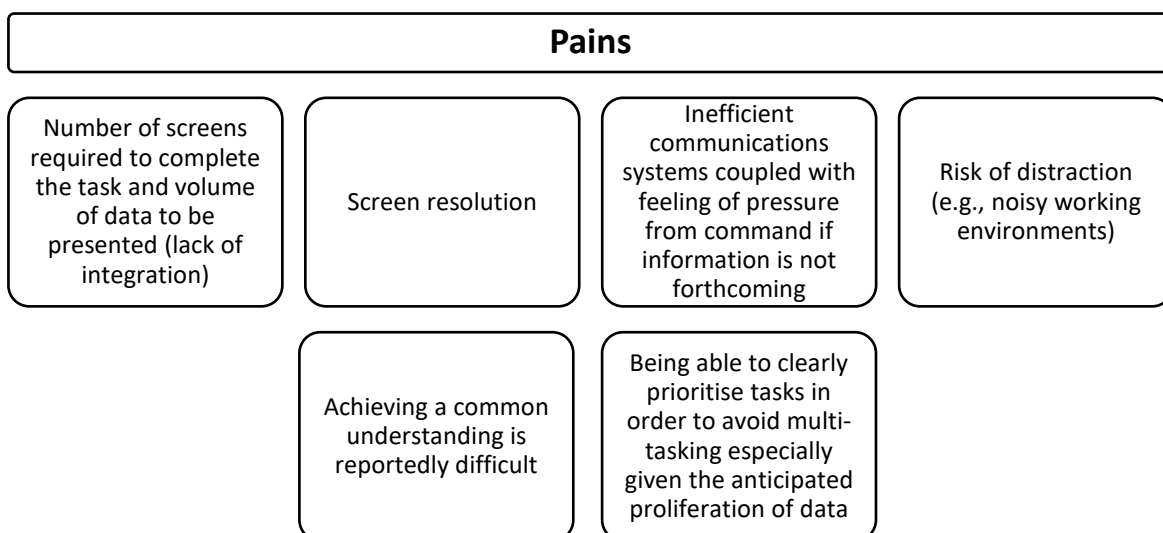 Pains
Number of screens
required to complete
the task and volume
of data to be
presented (lack of
integration)
Screen resolution
Inefficient
communications
systems coupled with
feeling of pressure
from command if
information is not
forthcoming
Risk of distraction
(e.g., noisy working
environments)
Achieving a common
understanding is
reportedly difficult
Being able to clearly
prioritise tasks in
order to avoid multi-
tasking especially
given the anticipated
proliferation of data